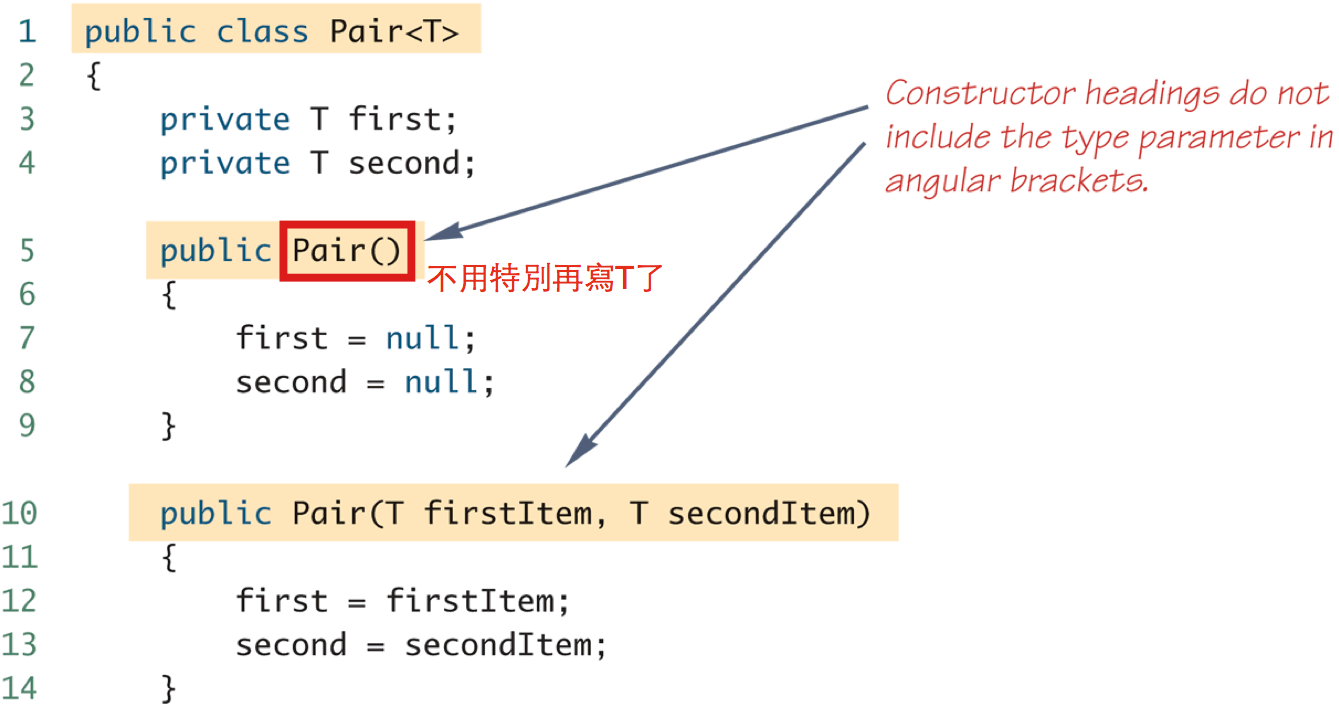 1 public class Pair<T>
2 {
3 private T first;
4 private T second;
Constructor headings do not
include the type parameter in
angular brackets.
5 public Pair()
不用特別再寫T了
6 {
7 first = null;
8 second = null;
9 }
10 public Pair(T firstItem, T secondItem)
11 {
12 first = firstItem;
13 second = secondItem;
14 }